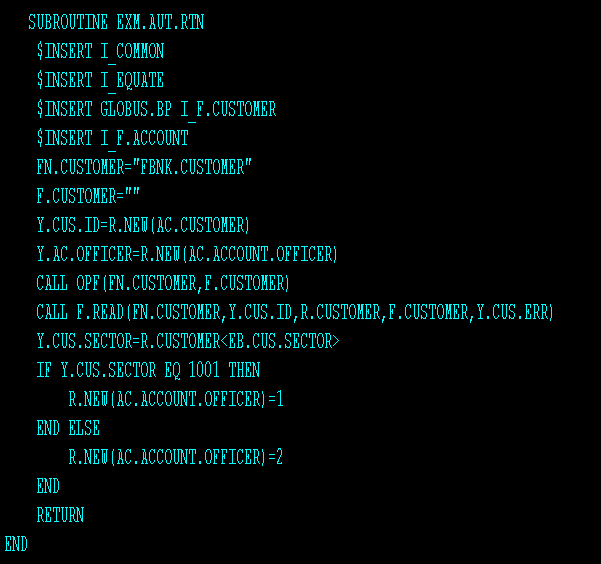 SUBROUTINE EXM.AUT.RTN
$INSERT I_COMMON
$INSERT I_EQUATE
$INSERT GLOBUS.BP I_F.CUSTOMER
$INSERT I_F.ACCOUNT
FN.CUSTOMER="FBNK.CUSTOMER"
F.CUSTOMER=""
Y.CUS.ID=R.NEW(AC.CUSTOMER)
Y.AC.OFFICER=R.NEW(AC.ACCOUNT.OFFICER)
CALL OPF(FN.CUSTOMER,F.CUSTOMER)
CALL F.READ(FN.CUSTOMER,Y.CUS.ID,R.CUSTOMER,F.CUSTOMER,Y.CUS.ERR)
Y.CUS.SECTOR=R.CUSTOMER<EB.CUS.SECTOR>
IF Y.CUS.SECTOR EQ 1001 THEN
R.NEW(AC.ACCOUNT.OFFICER)=1
END ELSE
R.NEW(AC.ACCOUNT.OFFICER)=2
END
RETURN
END